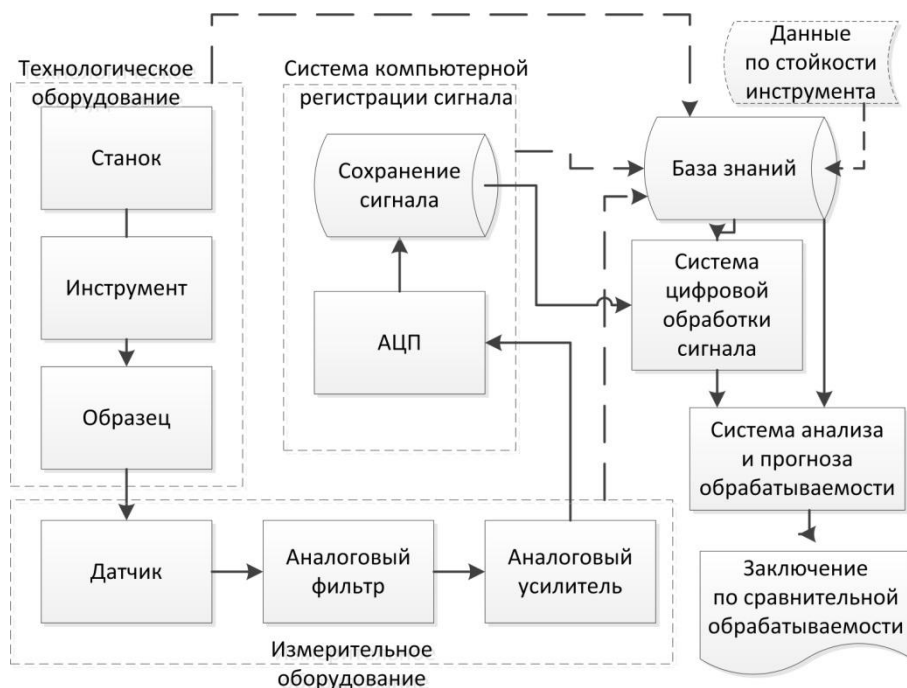 Технологическое
оборудование
Станок
Инструмент
Образец
Система компьютерной
регистрации сигнала
Сохранение
сигнала
АЦП
Данные
по стойкости
инструмента
База знаний
Система
цифровой
обработки
сигнала
Система анализа
и прогноза
обрабатываемости
Датчик
Аналоговый
фильтр
Аналоговый
усилитель
Измерительное
оборудование
Заключение
по сравнительной
обрабатываемости